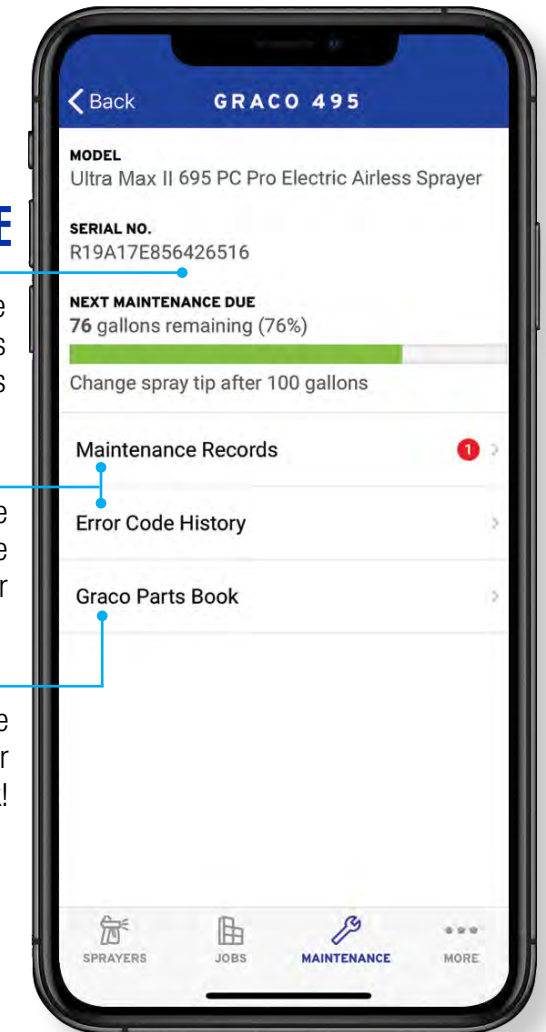 Back GRACO 495
MODEL
Ultra Max II 695 PC Pro Electric Airless Sprayer
SERIAL NO.
R19A17E856426516
NEXT MAINTENANCE DUE
76 gallons remaining (76%)
Change spray tip after 100 gallons
Maintenance Records 1
Error Code History
Graco Parts Book
SPRAYERS JOBS MAINTENANCE MORE